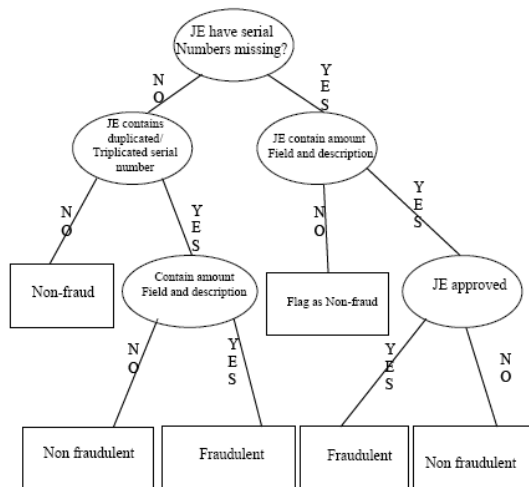 JE have serial
Numbers missing?
NO
YES
JE contains
duplicated/
Triplicated serial
number
JE contain amount
Field and description
NO
YES
NO
YES
Non-fraud
Contain amount
Field and description
Flag as Non-fraud
JE approved
NO
YES
YES
NO
Non fraudulent
Fraudulent
Fraudulent
Non fraudulent